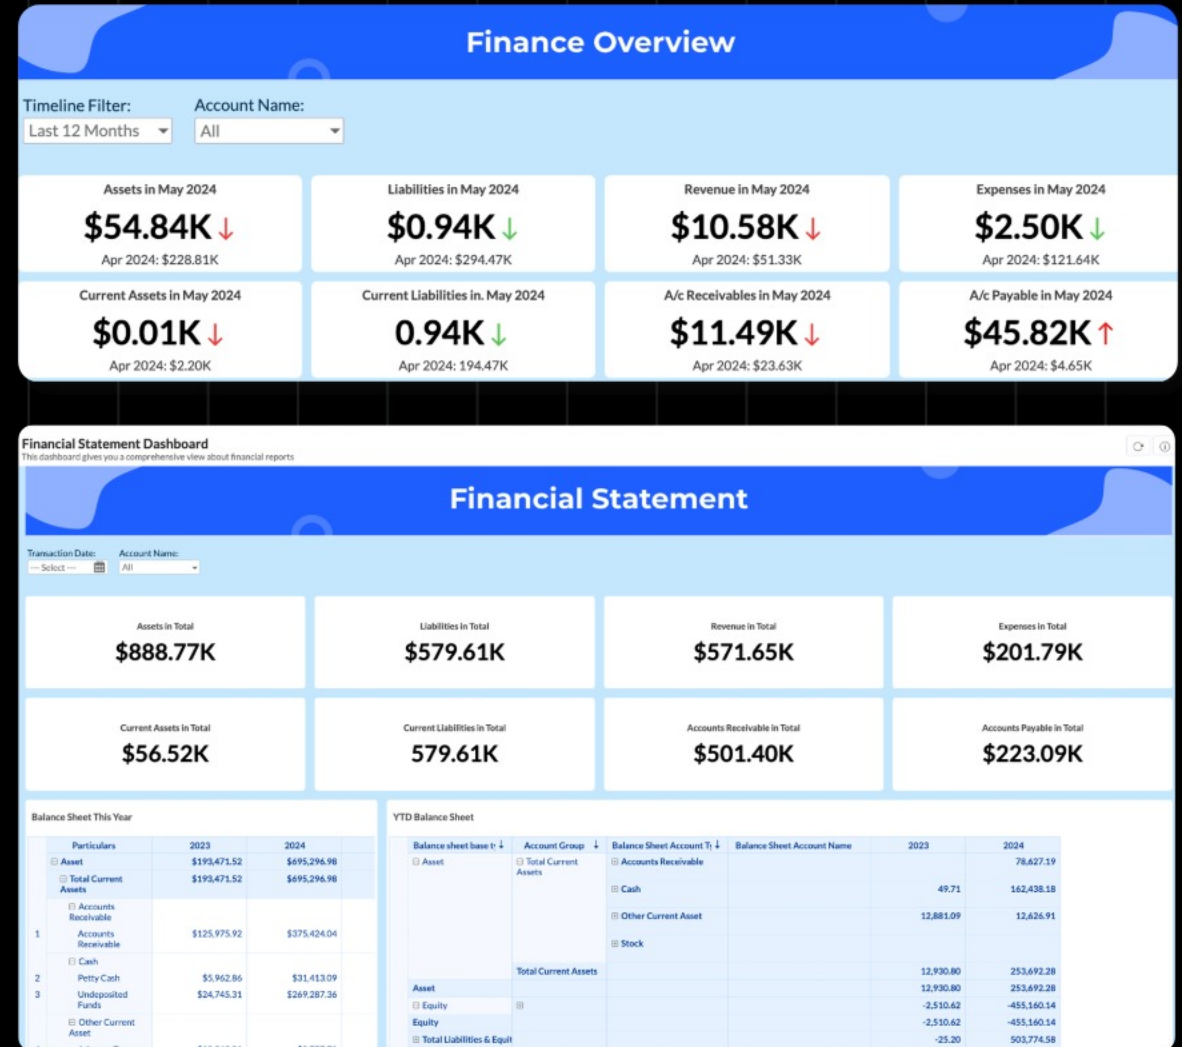 Finance Overview
Timeline Filter: Account Name:
Last 12 Months All
Assets in May 2024 Liabilities in May 2024 Revenue in May 2024 Expenses in May 2024
$54.84K↓ $0.94K↓ $10.58K↓ $2.50K↓
Apr 2024: $228.81K Apr 2024: $294.47K Apr 2024: $51.33K Apr 2024: $121.64K
Current Assets in May 2024 Current Liabilities in. May 2024 A/c Receivables in May 2024 A/c Payable in May 2024
$0.01K↓ 0.94K↓ $11.49K↓ $45.82K↑
Apr 2024: $2.20K Apr 2024: 194.47K Apr 2024: $23.63K Apr 2024: $4.65K
Financial Statement Dashboard
This dashboard gives you a comprehensive view about financial reports
Financial Statement
Transaction Date: Account Name:
--- Select --- All
Assets in Total Liabilities in Total Revenue in Total Expenses in Total
$888.77K $579.61K $571.65K $201.79K
Current Assets in Total Current Liabilities in Total Accounts Receivable in Total Accounts Payable in Total
$56.52K 579.61K $501.40K $223.09K
Balance Sheet This Year
Particulars 2023 2024
Asset $193,471.52 $695,296.98
Total Current $193,471.52 $695,296.98
Assets
Accounts
Receivable
1 Accounts $125,975.92 $375,424.04
Receivable
Cash
2 Petty Cash $5,962.86 $31,413.09
3 Undeposited $24,745.31 $269,287.36
Funds
Other Current
Asset
YTD Balance Sheet
Balance sheet base ↓ Account Group ↓ Balance Sheet Account ↓ Balance Sheet Account Name 2023 2024
Asset Total Current Accounts Receivable 78,627.19
Assets
Cash 49.71 162,438.18
Other Current Asset 12,881.09 12,626.91
Stock
Total Current Assets 12,930.80 253,692.28
Asset 12,930.80 253,692.28
Equity -2,510.62 -455,160.14
Equity -2,510.62 -455,160.14
Total Liabilities & Equit -25.20 503,774.58